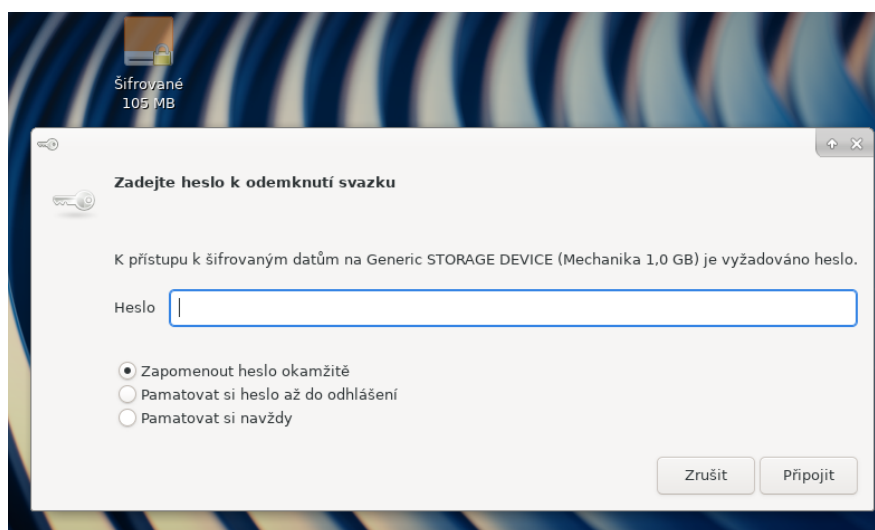 Šifrované
105 MB
Zadejte heslo k odemknutí svazku
K přístupu k šifrovaným datům na Generic STORAGE DEVICE (Mechanika 1,0 GB) je vyžadováno heslo.
Heslo
Zapomenout heslo okamžitě
Pamatovat si heslo až do odhlášení
Pamatovat si navždy
Zrušit
Připojit